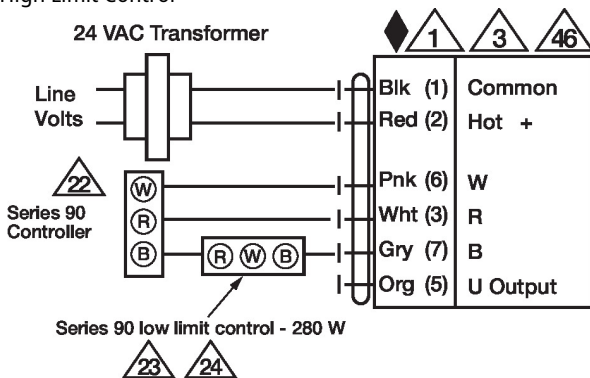 High Limit Control
24 VAC Transformer
Line
Volts
1 3 46
Blk (1) Common
Red (2) Hot +
Pnk (6) W
Wht (3) R
Gry (7) B
Org (5) U Output
22
Series 90
Controller
W
R
B
R W B
Series 90 low limit control - 280 W
23 24